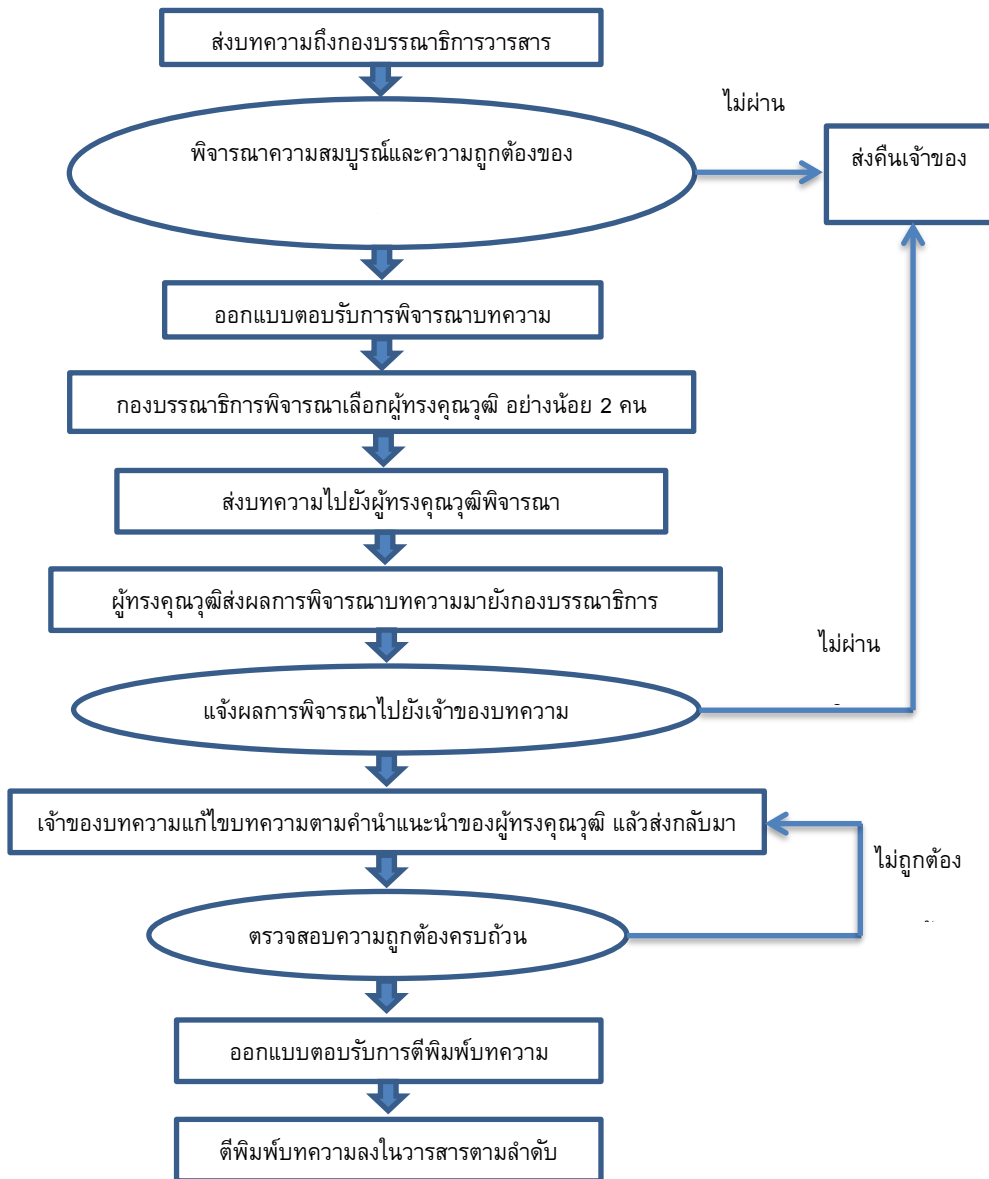 ส่งบทความถึงกองบรรณาธิการวารสาร
ไม่ผ่าน
พิจารณาความสมบูรณ์และความถูกต้องของ
ส่งคืนเจ้าของ
ออกแบบตอบรับการพิจารณาบทความ
กองบรรณาธิการพิจารณาเลือกผู้ทรงคุณวุฒิ อย่างน้อย 2 คน
ส่งบทความไปยังผู้ทรงคุณวุฒิพิจารณา
ผู้ทรงคุณวุฒิส่งผลการพิจารณาบทความมายังกองบรรณาธิการ
ไม่ผ่าน
แจ้งผลการพิจารณาไปยังเจ้าของบทความ
เจ้าของบทความแก้ไขบทความตามคำนำแนะนำของผู้ทรงคุณวุฒิ แล้วส่งกลับมา
ไม่ถูกต้อง
ตรวจสอบความถูกต้องครบถ้วน
ออกแบบตอบรับการตีพิมพ์บทความ
ตีพิมพ์บทความลงในวารสารตามลำดับ